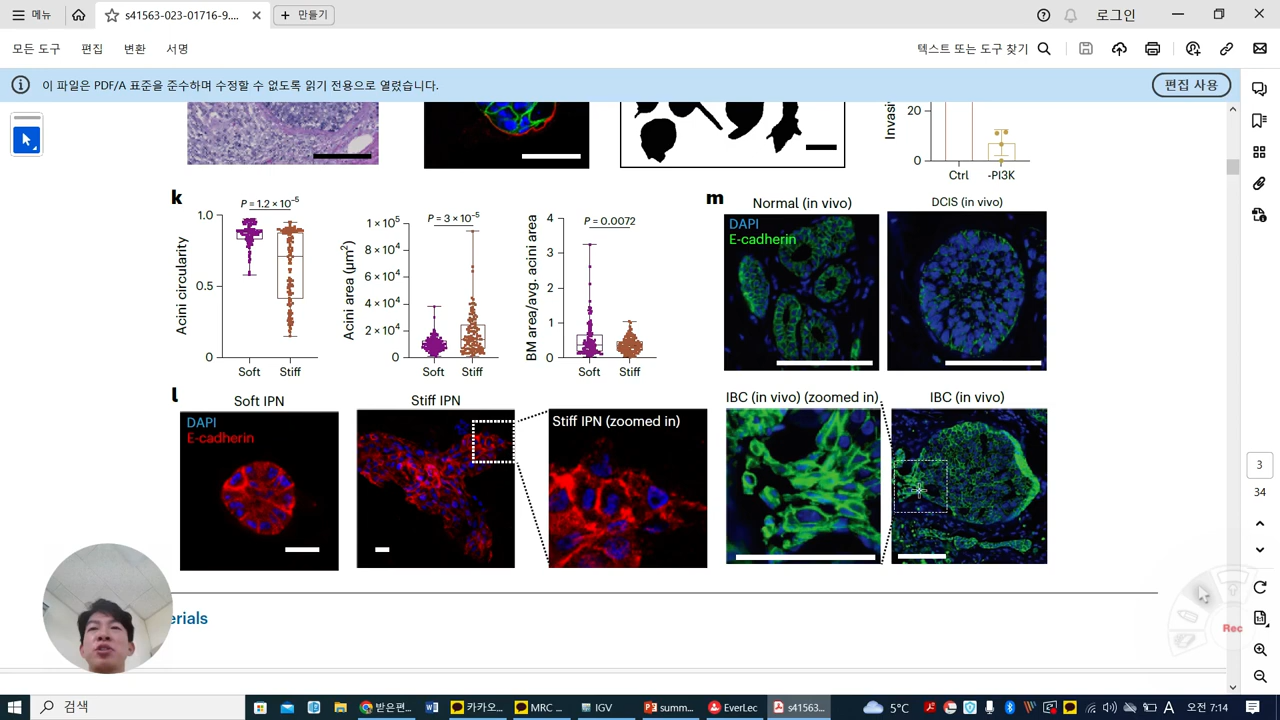 메뉴
s41563-023-01716-9....
만들기
로그인
모든 도구 편집 변환 서명
텍스트 또는 도구 찾기
이 파일은 PDF/A 표준을 준수하며 수정할 수 없도록 읽기 전용으로 열렸습니다.
편집 사용
Invasi
20
0
Ctrl -PI3K
k
P = 1.2 × 10⁻⁵
1.0
0.5
0
Acini circularity
Soft Stiff
P = 3 × 10⁻⁵
1 × 10⁵
8 × 10⁴
6 × 10⁴
4 × 10⁴
2 × 10⁴
0
Acini area (µm²)
Soft Stiff
P = 0.0072
4
3
2
1
0
BM area/avg. acini area
Soft Stiff
m
Normal (in vivo)
DAPI
E-cadherin
DCIS (in vivo)
l
Soft IPN
DAPI
E-cadherin
Stiff IPN
Stiff IPN (zoomed in)
IBC (in vivo) (zoomed in)
IBC (in vivo)
3
34
erials
Rec
검색
받은편...
카카오...
MRC ...
IGV
summ...
EverLec
s41563...
5°C
A
오전 7:14